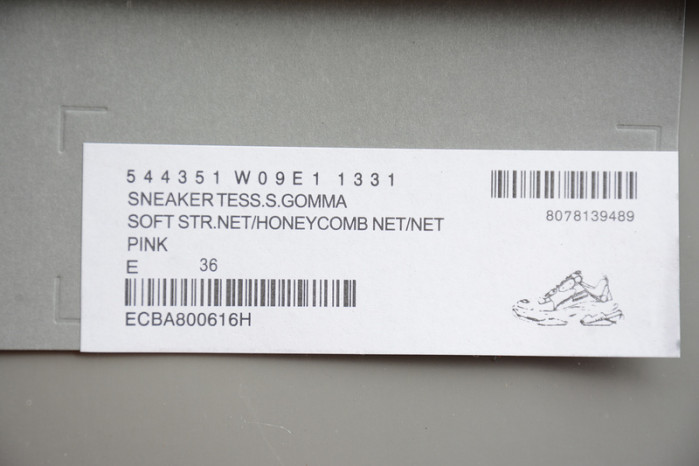 544351 W09E1 1331
SNEAKER TESS.S.GOMMA
SOFT STR.NET/HONEYCOMB NET/NET
PINK
E 36
ECBA800616H
8078139489